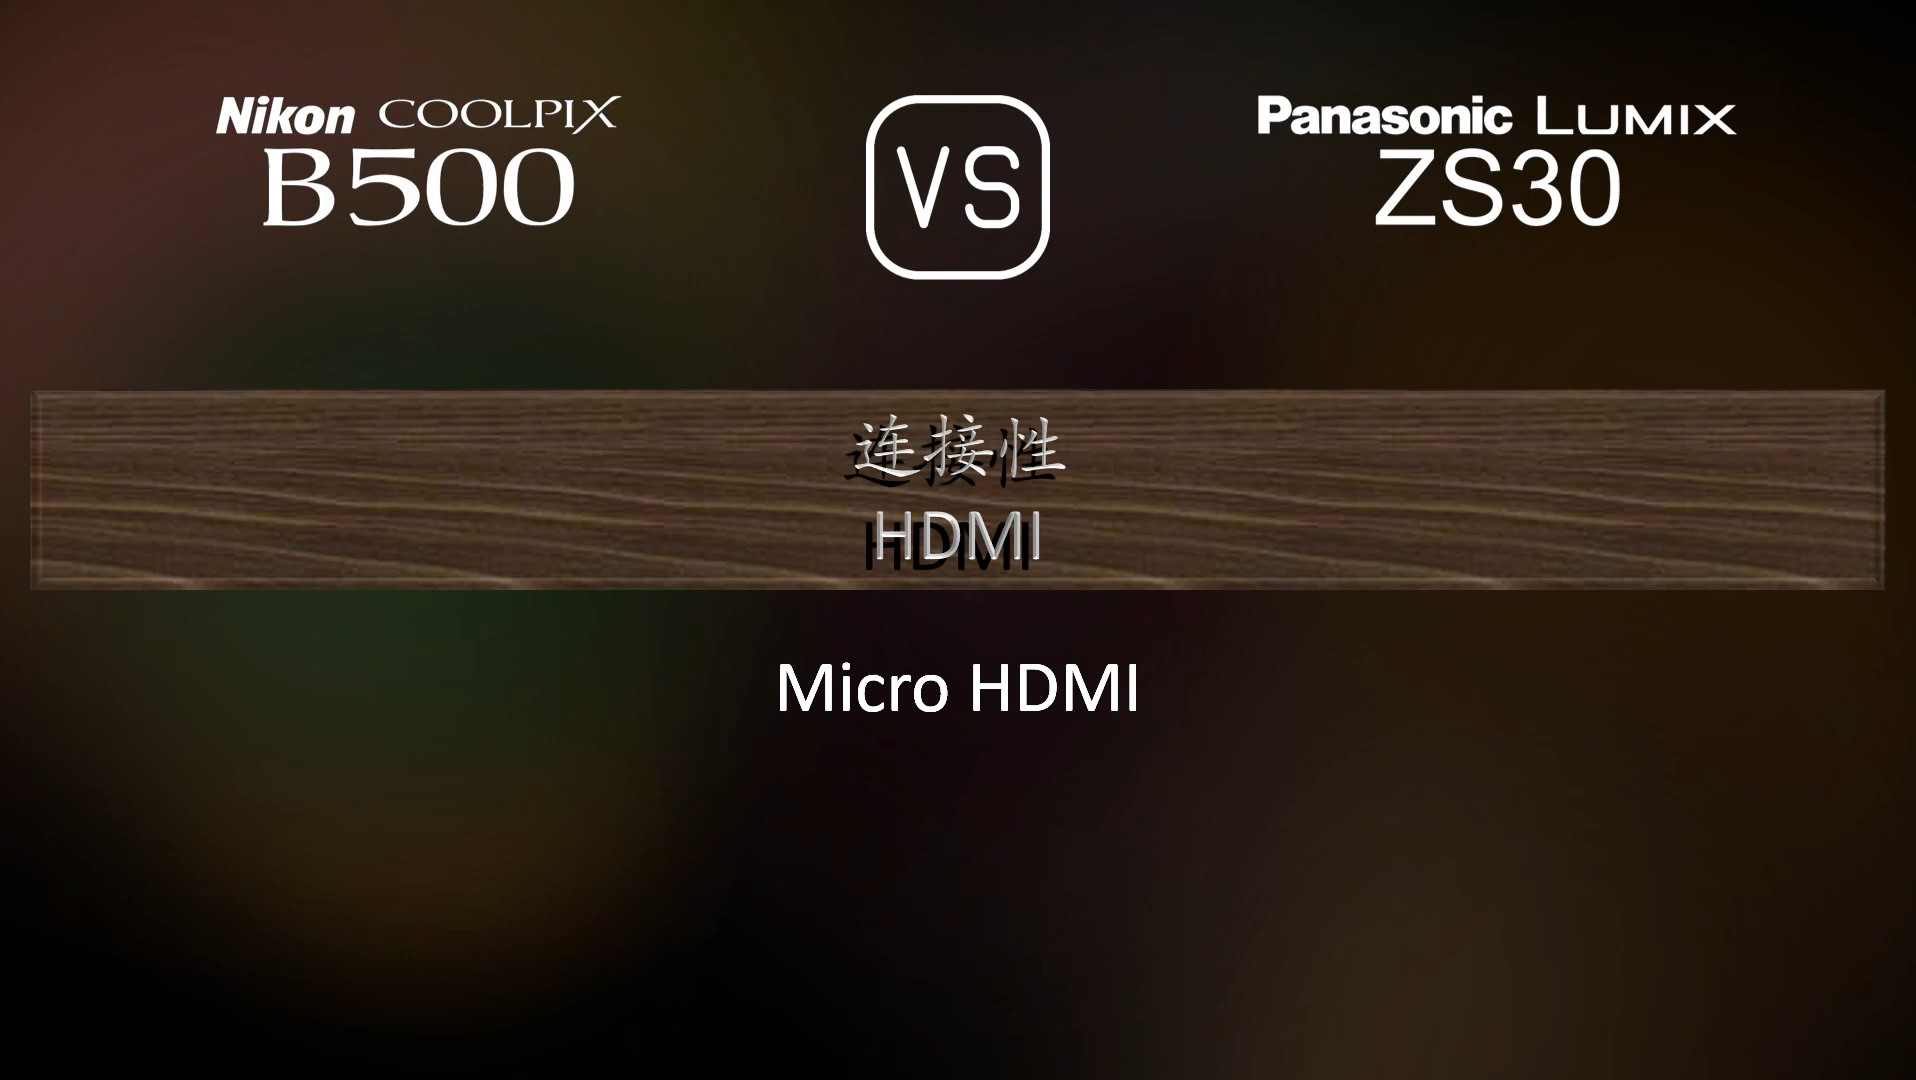 Nikon COOLPIX
B500
VS
Panasonic LUMIX
ZS30
连接性
HDMI
Micro HDMI